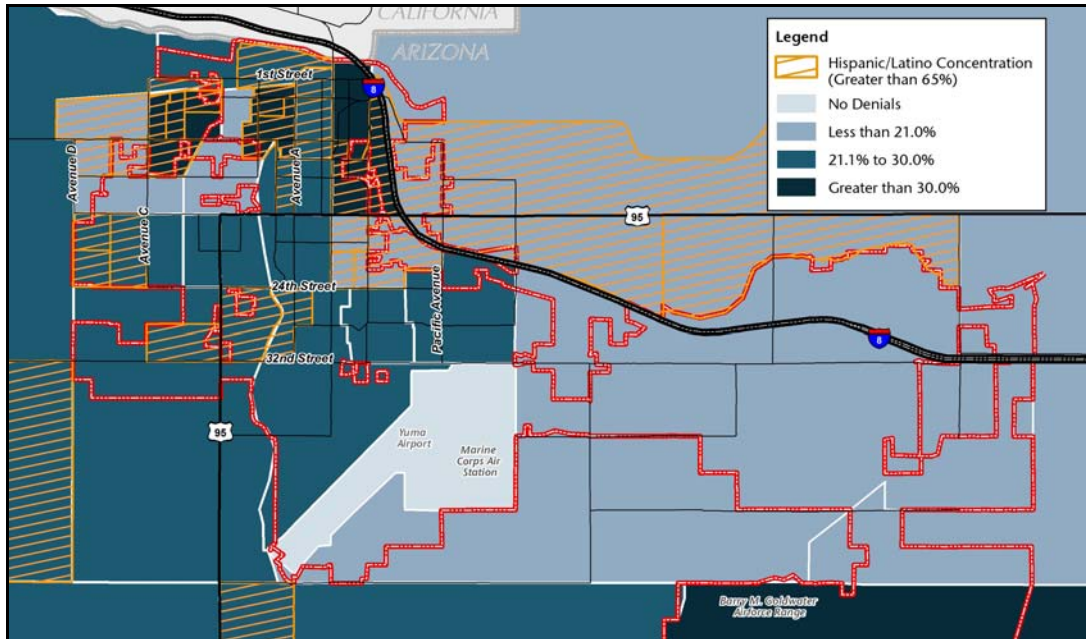 CALIFORNIA
ARIZONA
Legend
Hispanic/Latino Concentration
(Greater than 65%)
No Denials
Less than 21.0%
21.1% to 30.0%
Greater than 30.0%
1st Street
8
Avenue D
Avenue C
Avenue A
95
24th Street
Pacific Avenue
32nd Street
8
95
Yuma
Airport
Marine
Corps Air
Station
Barry M. Goldwater
Airforce Range